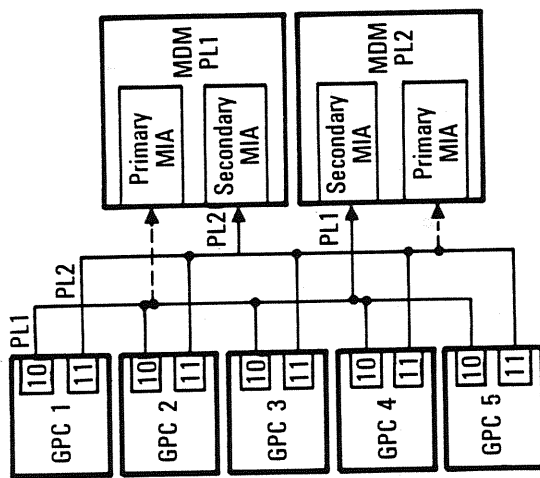 MDM
PL1
Primary
MIA
Secondary
MIA
MDM
PL2
Secondary
MIA
Primary
MIA
PL2
PL1
PL1
PL2
10
11
GPC 1
10
11
GPC 2
10
11
GPC 3
10
11
GPC 4
10
11
GPC 5